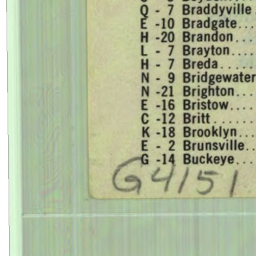 Q - 7 Braddyville
E -10 Bradgate...
H -20 Brandon....
L - 7 Brayton....
H - 7 Breda....
N - 9 Bridgewater
N -21 Brighton....
E -16 Bristow....
C -12 Britt.....
K -18 Brooklyn...
E - 2 Brunsville..
G -14 Buckeye....
G4151